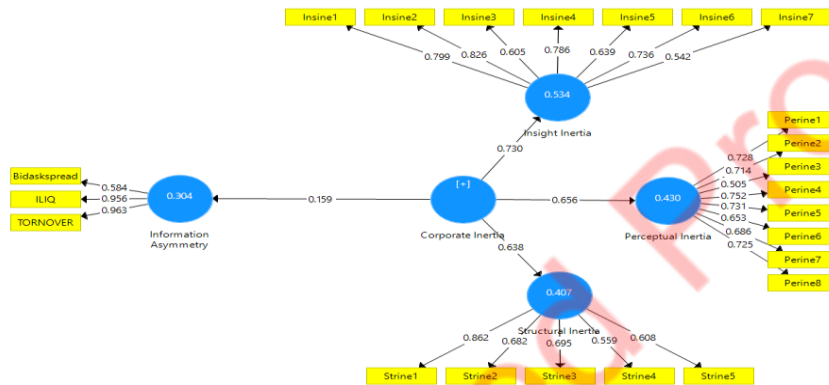 Insine1 Insine2 Insine3 Insine4 Insine5 Insine6 Insine7
0.799 0.826 0.605 0.786 0.639 0.736 0.542
0.534
Insight Inertia
0.730
Bidaskspread
ILIQ
TORNOVER
0.584
0.956
0.963
0.304
Information
Asymmetry
0.159
[+]
Corporate Inertia
0.656
0.638
0.430
Perceptual Inertia
0.728
0.714
0.505
0.752
0.731
0.653
0.686
0.725
Perine1
Perine2
Perine3
Perine4
Perine5
Perine6
Perine7
Perine8
0.407
Structural Inertia
0.862 0.682 0.695 0.559 0.608
Strine1 Strine2 Strine3 Strine4 Strine5